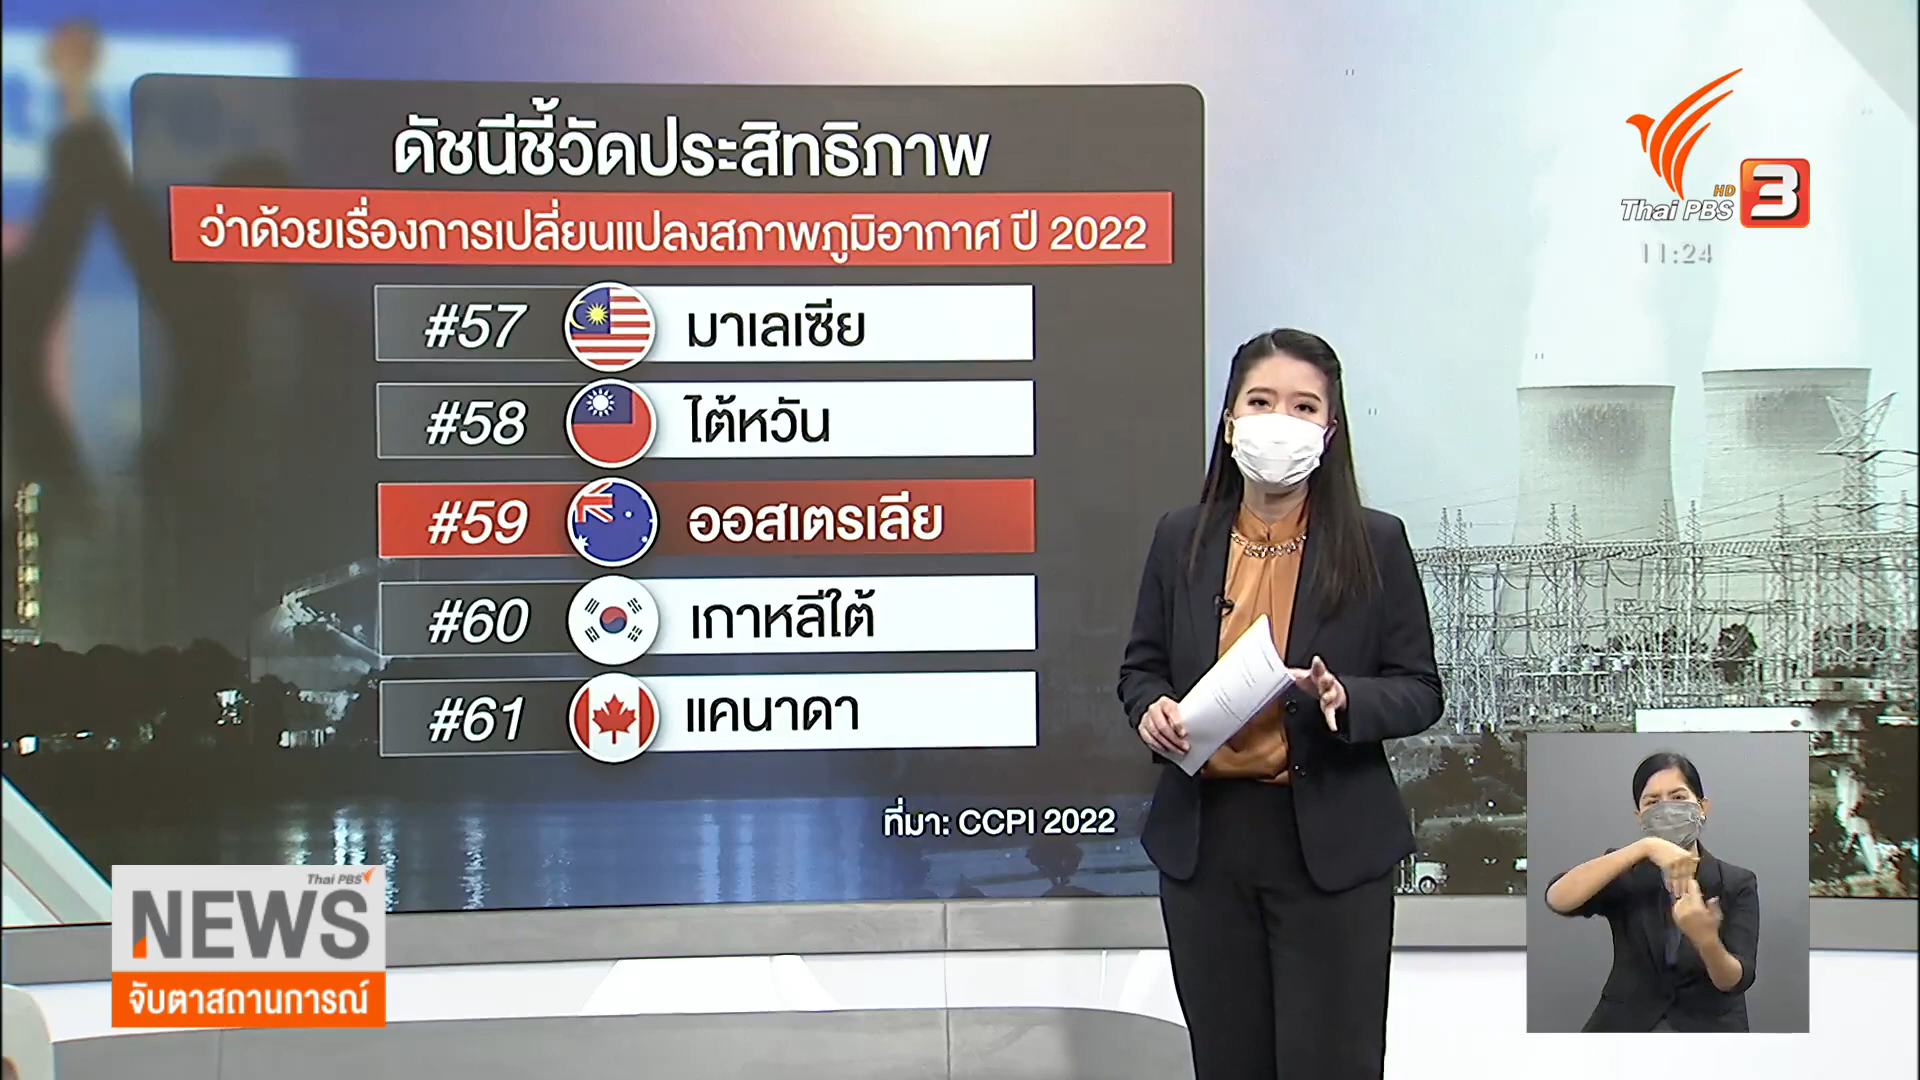 ดัชนีชี้วัดประสิทธิภาพ
ว่าด้วยเรื่องการเปลี่ยนแปลงสภาพภูมิอากาศ ปี 2022
#57 มาเลเซีย
#58 ไต้หวัน
#59 ออสเตรเลีย
#60 เกาหลีใต้
#61 แคนาดา
ที่มา: CCPI 2022
Thai PBS HD 3
11:24
Thai PBS
NEWS
จับตาสถานการณ์